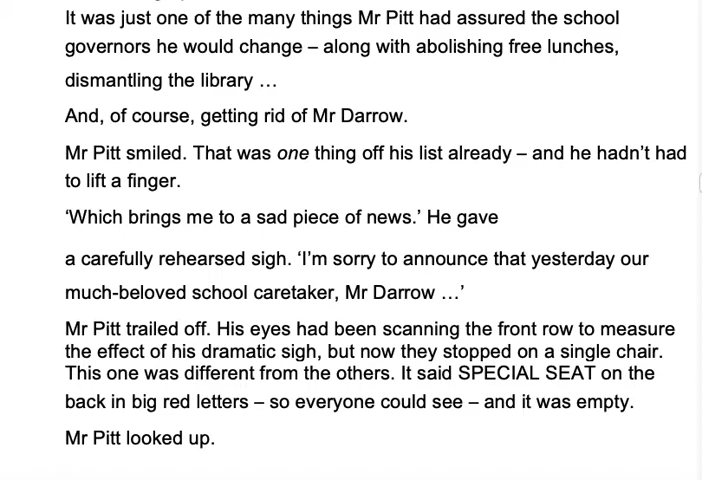 It was just one of the many things Mr Pitt had assured the school
governors he would change – along with abolishing free lunches,
dismantling the library …
And, of course, getting rid of Mr Darrow.
Mr Pitt smiled. That was one thing off his list already – and he hadn’t had
to lift a finger.
‘Which brings me to a sad piece of news.’ He gave
a carefully rehearsed sigh. ‘I’m sorry to announce that yesterday our
much-beloved school caretaker, Mr Darrow …’
Mr Pitt trailed off. His eyes had been scanning the front row to measure
the effect of his dramatic sigh, but now they stopped on a single chair.
This one was different from the others. It said SPECIAL SEAT on the
back in big red letters – so everyone could see – and it was empty.
Mr Pitt looked up.